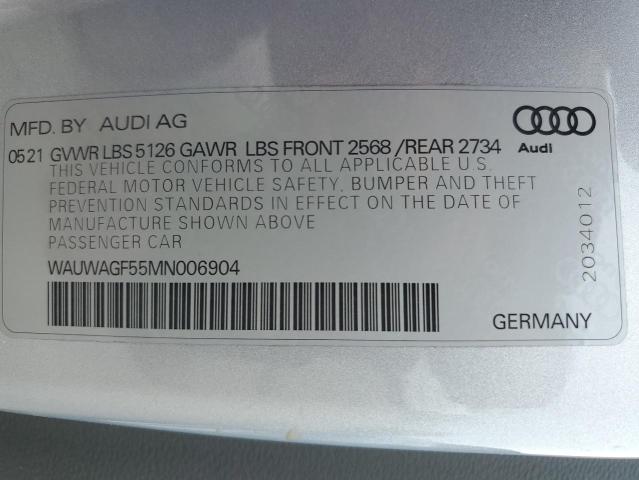 MFD. BY AUDI AG
Audi
0521 GVWR LBS 5126 GAWR LBS FRONT 2568 /REAR 2734
THIS VEHICLE CONFORMS TO ALL APPLICABLE U.S.
FEDERAL MOTOR VEHICLE SAFETY, BUMPER AND THEFT
PREVENTION STANDARDS IN EFFECT ON THE DATE OF
MANUFACTURE SHOWN ABOVE
PASSENGER CAR
WAUWAGF55MN006904
GERMANY
2034012